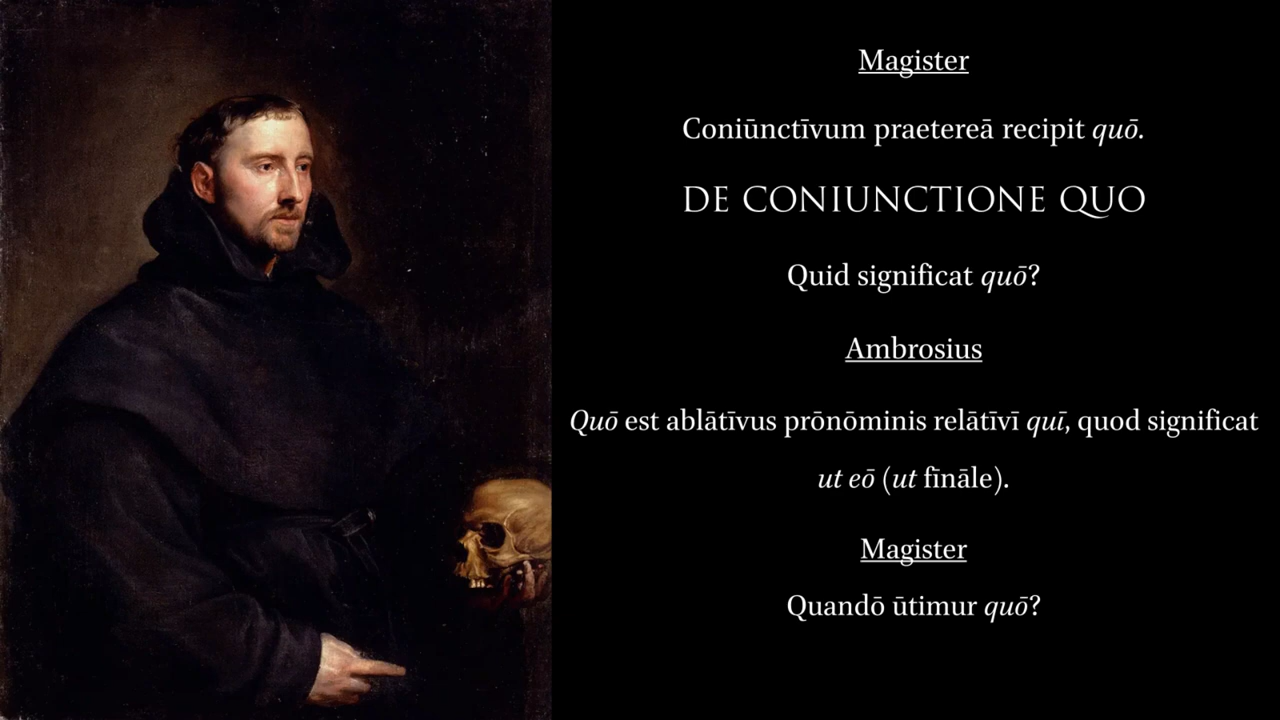 Magister
Coniūnctīvum praetereā recipit quō.
DE CONIUNCTIONE QUO
Quid significat quō?
Ambrosius
Quō est ablātīvus prōnōminis relātīvī quī, quod significat
ut eō (ut fīnāle).
Magister
Quandō ūtimur quō?